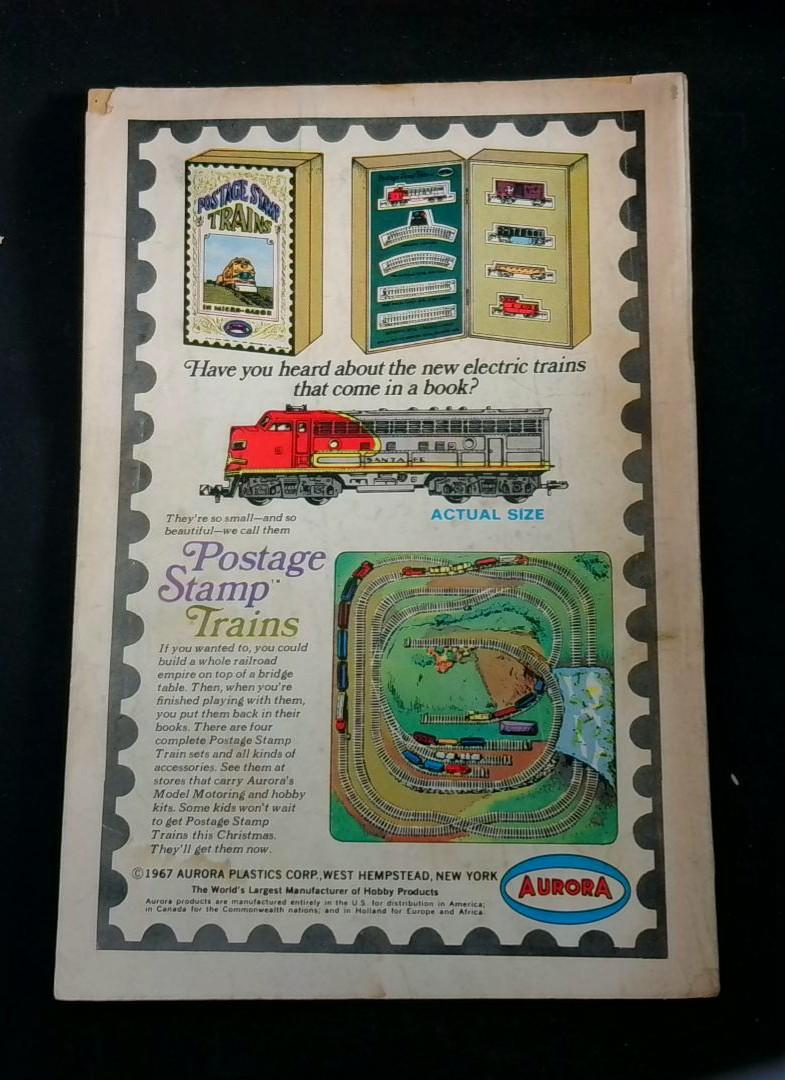 POSTAGE STAMP
TRAINS
IN MICRO-GAUGE
Postage Stamp Trains
Have you heard about the new electric trains
that come in a book?
SANTA FE
ACTUAL SIZE
They're so small—and so
beautiful—we call them
Postage
Stamp™
Trains
If you wanted to, you could
build a whole railroad
empire on top of a bridge
table. Then, when you're
finished playing with them,
you put them back in their
books. There are four
complete Postage Stamp
Train sets and all kinds of
accessories. See them at
stores that carry Aurora's
Model Motoring and hobby
kits. Some kids won't wait
to get Postage Stamp
Trains this Christmas.
They'll get them now.
©1967 AURORA PLASTICS CORP., WEST HEMPSTEAD, NEW YORK
The World's Largest Manufacturer of Hobby Products
Aurora products are manufactured entirely in the U.S. for distribution in America;
in Canada for the Commonwealth nations; and in Holland for Europe and Africa.
AURORA